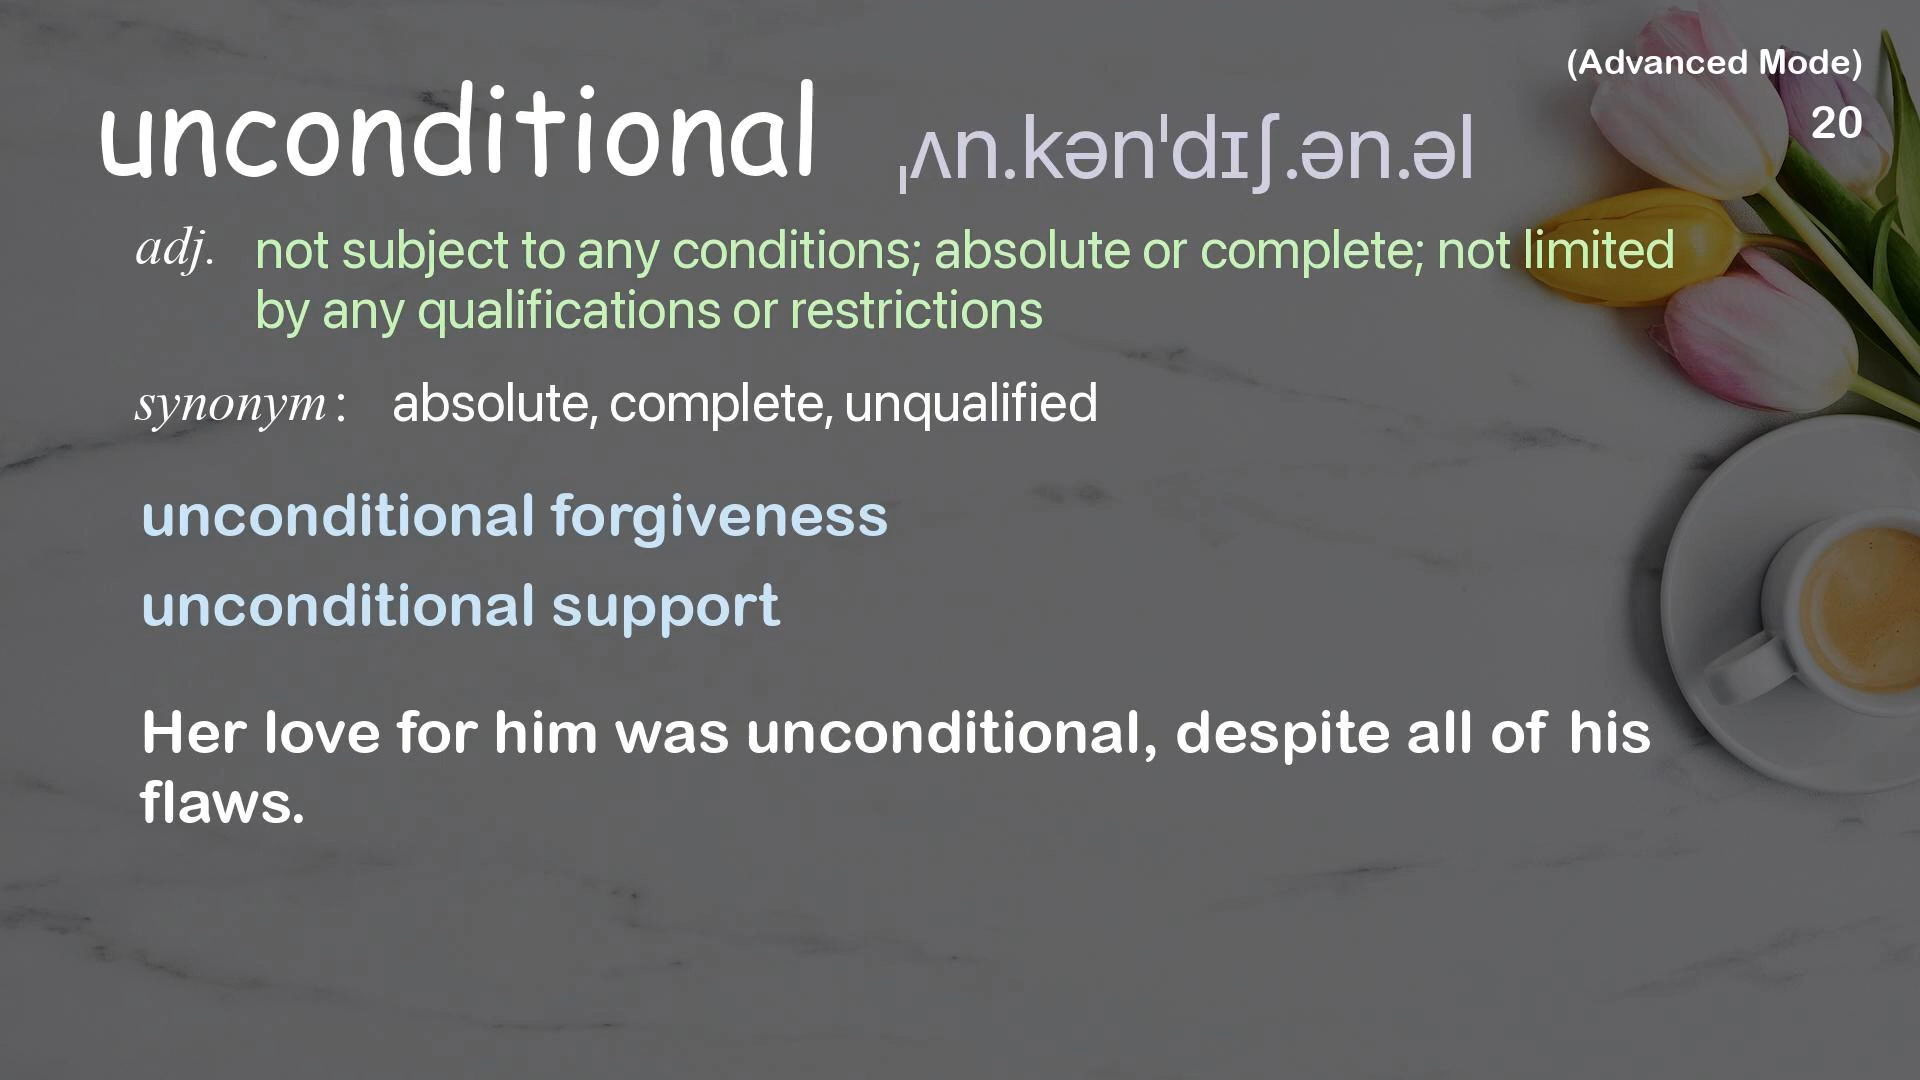 (Advanced Mode)
20
unconditional ˌʌn.kənˈdɪʃ.ən.əl
adj. not subject to any conditions; absolute or complete; not limited
by any qualifications or restrictions
synonym: absolute, complete, unqualified
unconditional forgiveness
unconditional support
Her love for him was unconditional, despite all of his
flaws.